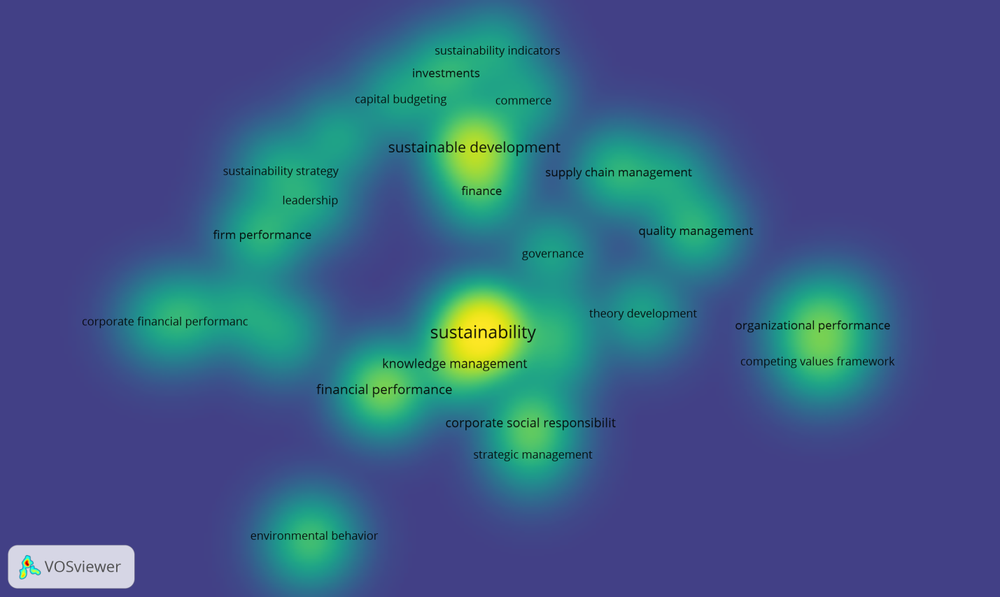 sustainability indicators
investments
capital budgeting
commerce
sustainable development
sustainability strategy
supply chain management
finance
leadership
quality management
firm performance
governance
theory development
corporate financial performanc
organizational performance
sustainability
competing values framework
knowledge management
financial performance
corporate social responsibilit
strategic management
environmental behavior
VOSviewer